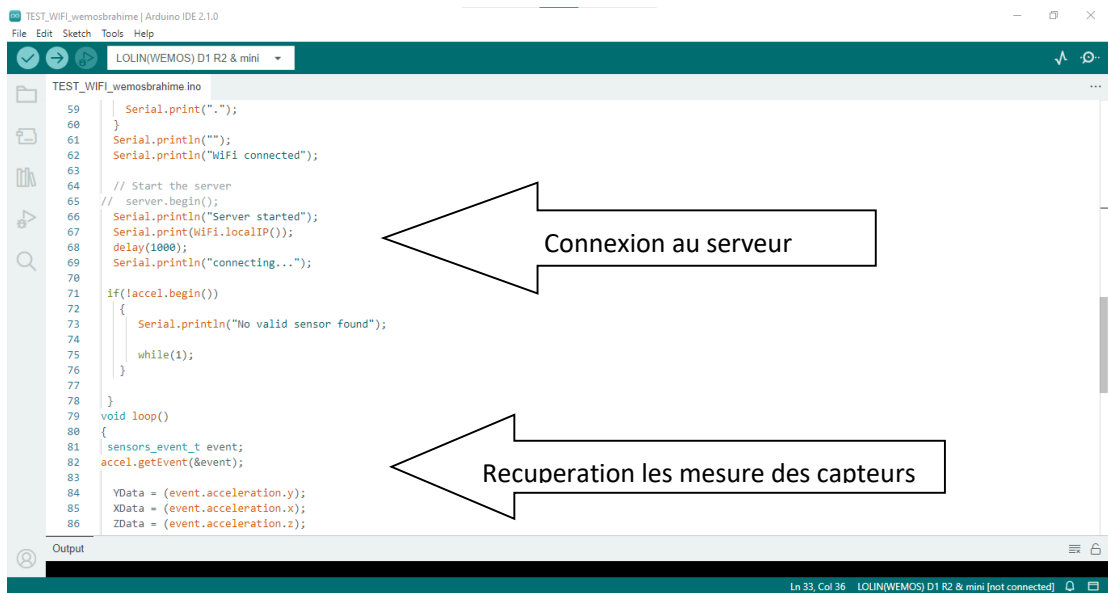 TEST_WIFI_wemosbrahime | Arduino IDE 2.1.0
File Edit Sketch Tools Help
LOLIN(WEMOS) D1 R2 & mini
TEST_WIFI_wemosbrahime.ino
59 Serial.print(".");
60 }
61 Serial.println("");
62 Serial.println("WiFi connected");
63
64 // Start the server
65 // server.begin();
66 Serial.println("Server started");
67 Serial.print(WiFi.localIP());
68 delay(1000);
69 Serial.println("connecting...");
70
71 if(!accel.begin())
72 {
73 Serial.println("No valid sensor found");
74
75 while(1);
76 }
77
78 }
79 void loop()
80 {
81 sensors_event_t event;
82 accel.getEvent(&event);
83
84 YData = (event.acceleration.y);
85 XData = (event.acceleration.x);
86 ZData = (event.acceleration.z);
Connexion au serveur
Recuperation les mesure des capteurs
Output
Ln 33, Col 36 LOLIN(WEMOS) D1 R2 & mini [not connected]